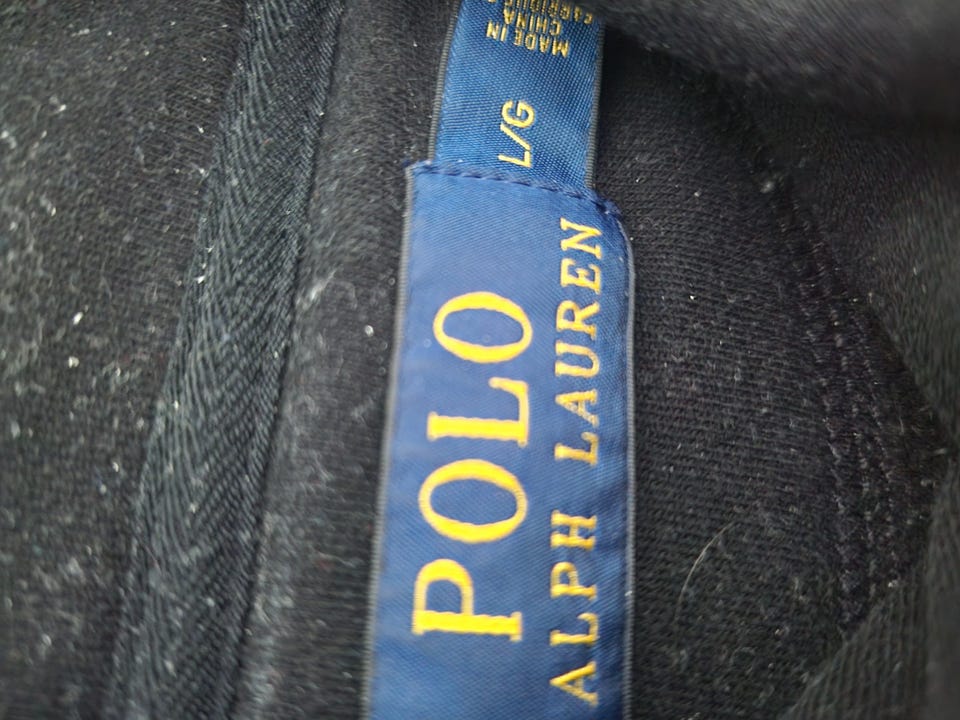 POLO
ALPH LAUREN
L/G
MADE IN
CHINA